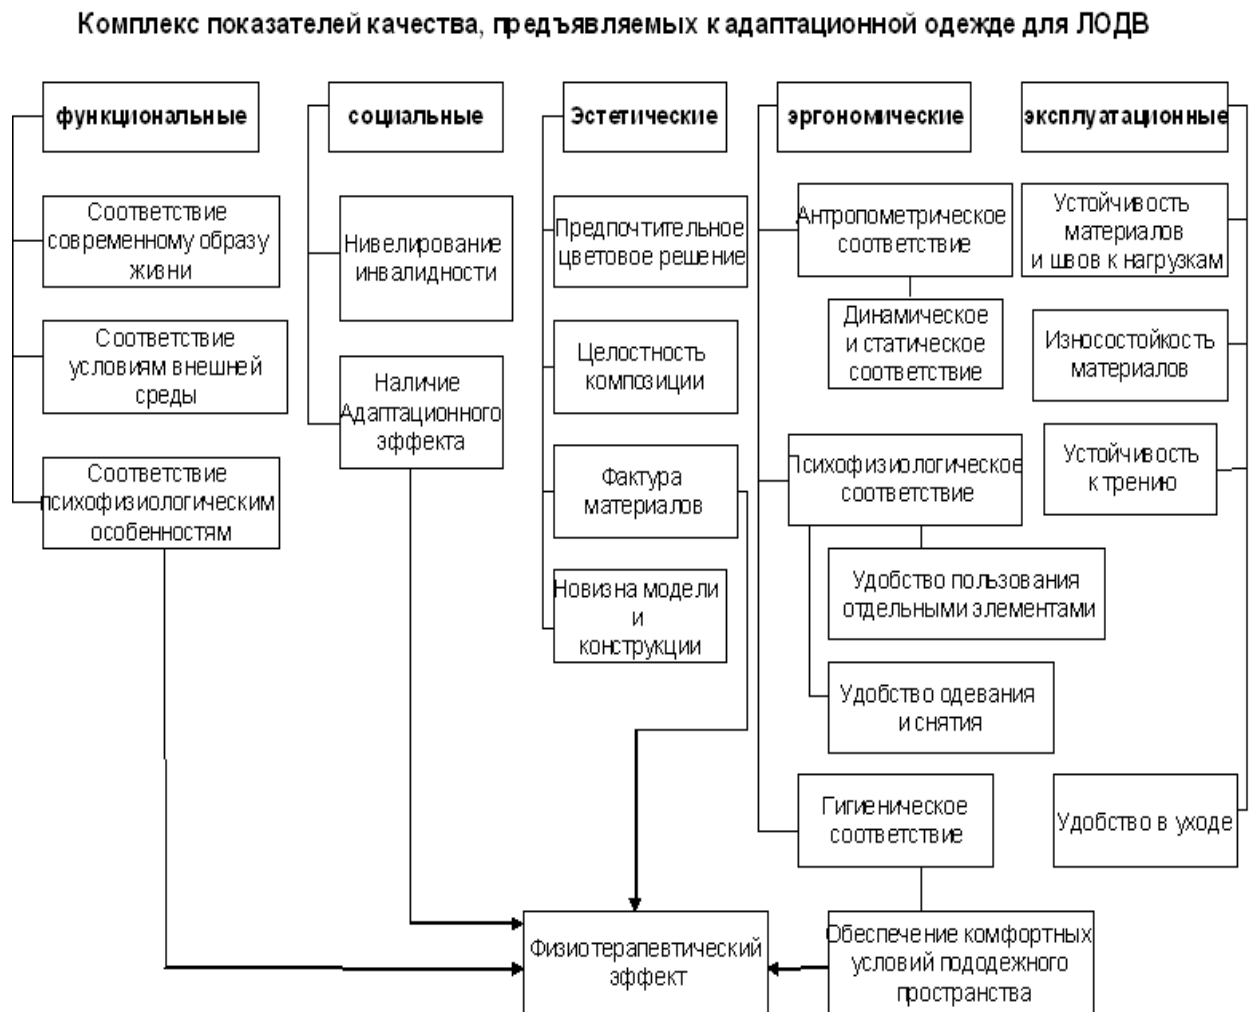 Комплекс показателей качества, предъявляемых к адаптационной одежде для ЛОДВ
функциональные
Соответствие
современному образу
жизни
Соответствие
условиям внешней
среды
Соответствие
психофизиологическим
особенностям
социальные
Нивелирование
инвалидности
Наличие
Адаптационного
эффекта
Эстетические
Предпочтительное
цветовое решение
Целостность
композиции
Фактура
материалов
Новизна модели
и
конструкции
эргономические
Антропометрическое
соответствие
Динамическое
и статическое
соответствие
Психофизиологическое
соответствие
Удобство пользования
отдельными элементами
Удобство одевания
и снятия
Гигиеническое
соответствие
Обеспечение комфортных
условий пододежного
пространства
эксплуатационные
Устойчивость
материалов
и швов к нагрузкам
Износостойкость
материалов
Устойчивость
к трению
Удобство в уходе
Физиотерапевтический
эффект